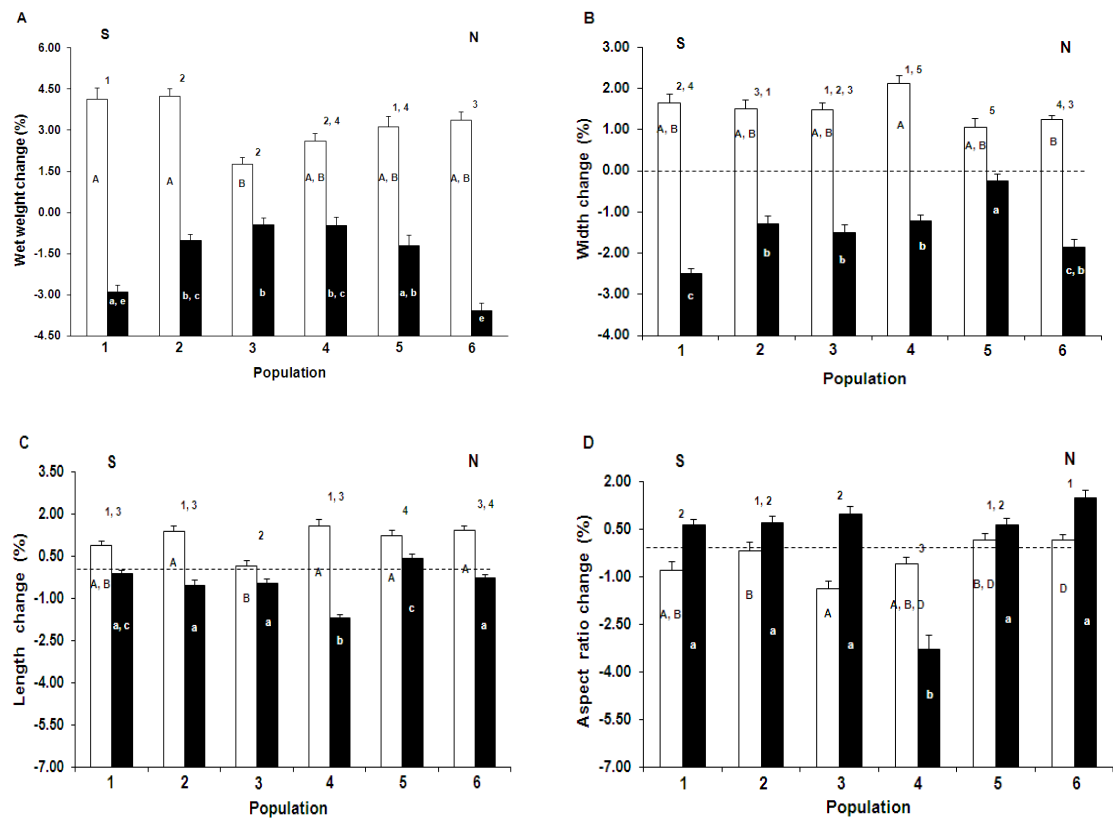 A
S
N
Wet weight change (%)
6.00
4.50
3.00
1.50
0.00
-1.50
-3.00
-4.50
1
2
2
2, 4
1, 4
3
A
A
B
A, B
A, B
A, B
a, e
b, c
b
b, c
a, b
e
1 2 3 4 5 6
Population
B
S
N
Width change (%)
3.00
2.00
1.00
0.00
-1.00
-2.00
-3.00
-4.00
2, 4
3, 1
1, 2, 3
1, 5
5
4, 3
A, B
A, B
A, B
A
A, B
B
c
b
b
b
a
c, b
1 2 3 4 5 6
Population
C
S
N
Length change (%)
3.50
2.00
0.50
-1.00
-2.50
-4.00
-5.50
-7.00
1, 3
1, 3
2
1, 3
4
3, 4
A, B
A
B
A
A
A
a, c
a
a
b
c
a
1 2 3 4 5 6
Population
D
S
N
Aspect ratio change (%)
2.00
0.50
-1.00
-2.50
-4.00
-5.50
-7.00
2
1, 2
2
3
1, 2
1
A, B
B
A
A, B, D
B, D
D
a
a
a
b
a
a
1 2 3 4 5 6
Population